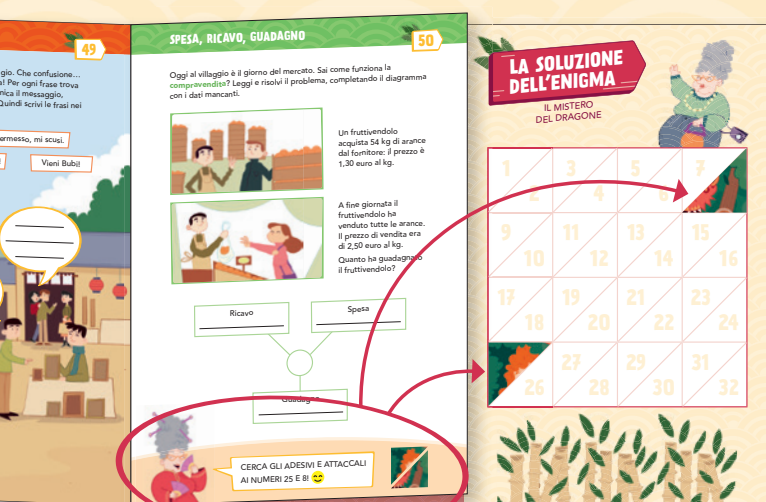 49
gio. Che confusione...
a! Per ogni frase trova
nica il messaggio,
Quindi scrivi le frasi nei
ermesso, mi scusi.
Vieni Bubi!
SPESA, RICAVO, GUADAGNO
50
Oggi al villaggio è il giorno del mercato. Sai come funziona la
compravendita? Leggi e risolvi il problema, completando il diagramma
con i dati mancanti.
Un fruttivendolo
acquista 54 kg di arance
dal fornitore: il prezzo è
1,30 euro al kg.
A fine giornata il
fruttivendolo ha
venduto tutte le arance.
Il prezzo di vendita era
di 2,50 euro al kg.
Quanto ha guadagnato
il fruttivendolo?
Ricavo
Spesa
Guadagno
CERCA GLI ADESIVI E ATTACCALI
AI NUMERI 25 E 8!
LA SOLUZIONE
DELL'ENIGMA
IL MISTERO
DEL DRAGONE
1 2 3 4 5 6 7
9 10 11 12 13 14 15 16
17 18 19 20 21 22 23 24
26 27 28 29 30 31 32